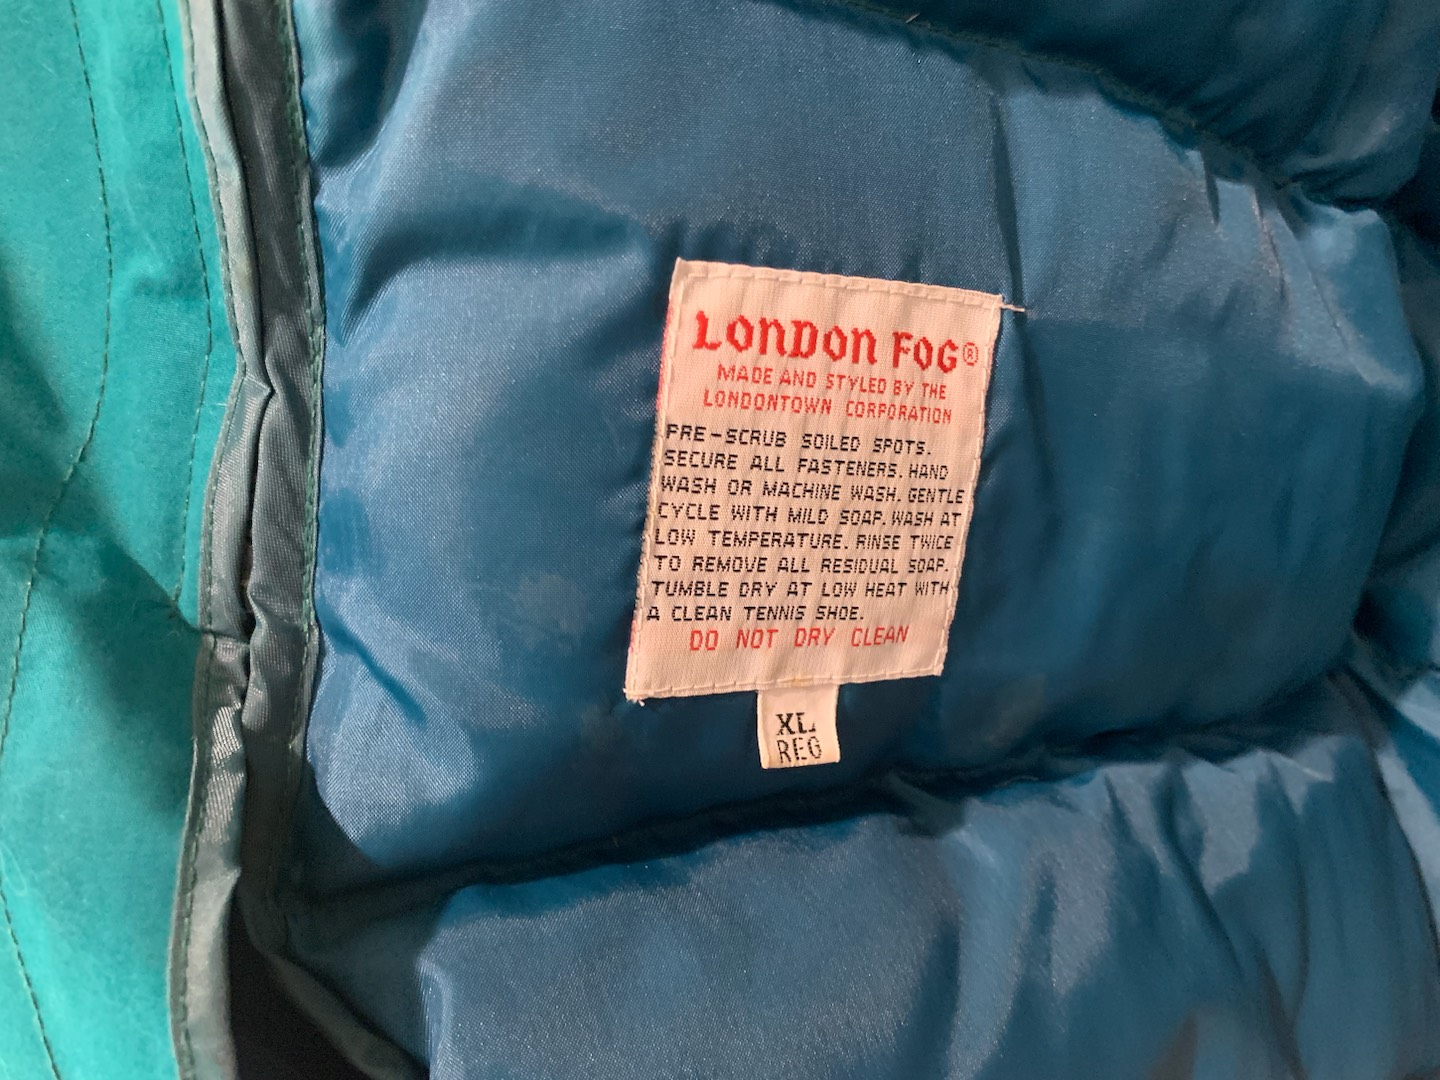 LONDON FOG®
MADE AND STYLED BY THE
LONDONTOWN CORPORATION
PRE-SCRUB SOILED SPOTS.
SECURE ALL FASTENERS. HAND
WASH OR MACHINE WASH. GENTLE
CYCLE WITH MILD SOAP. WASH AT
LOW TEMPERATURE. RINSE TWICE
TO REMOVE ALL RESIDUAL SOAP.
TUMBLE DRY AT LOW HEAT WITH
A CLEAN TENNIS SHOE.
DO NOT DRY CLEAN
XL
REG